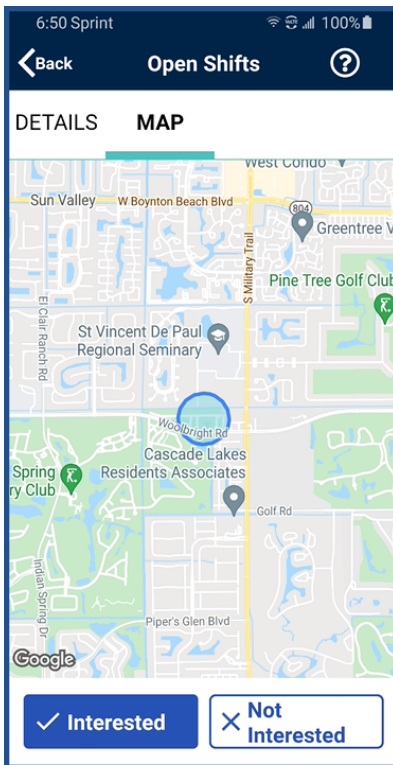 6:50 Sprint 100%
Back Open Shifts ?
DETAILS MAP
West Condo
Sun Valley W Boynton Beach Blvd
804
Greentree V
S Military Trail
Pine Tree Golf Club
El Clair Ranch Rd
St Vincent De Paul
Regional Seminary
Woolbright Rd
Cascade Lakes
Residents Associates
Spring
ry Club
Golf Rd
Indian Spring Dr
Piper's Glen Blvd
Google
Interested
Not
Interested